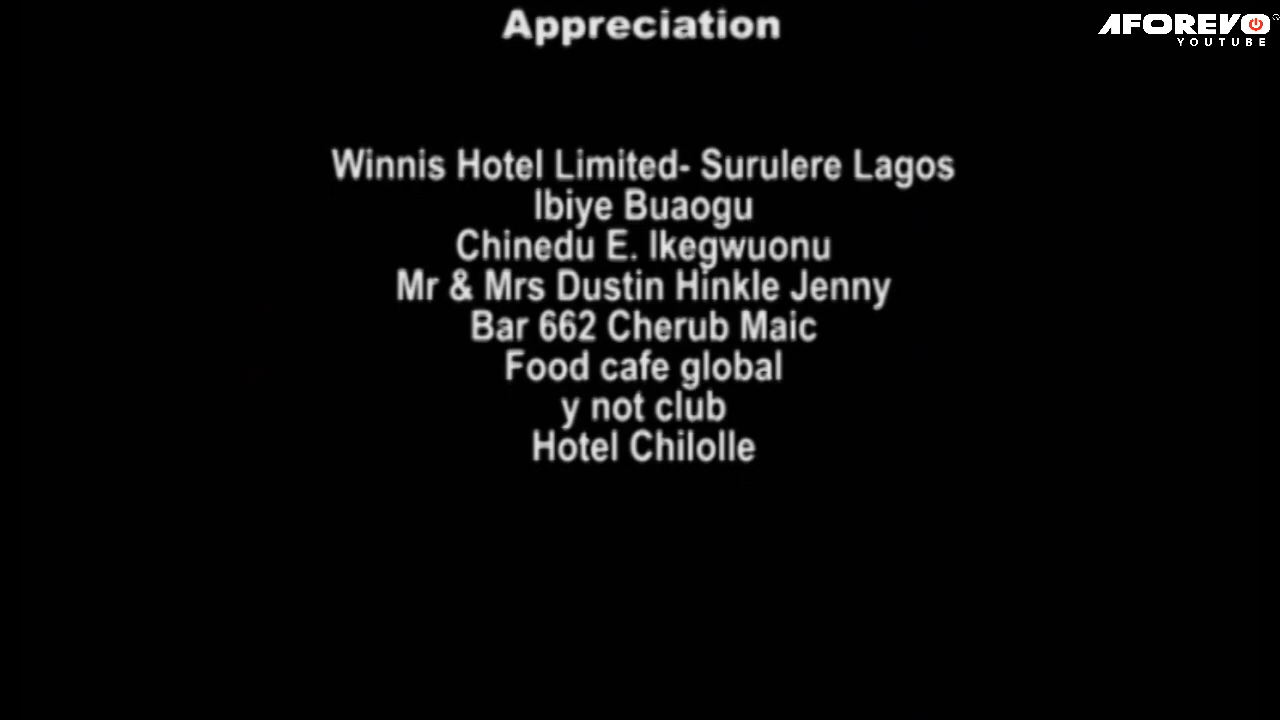 Appreciation
AFOREVO
YOUTUBE
Winnis Hotel Limited- Surulere Lagos
Ibiye Buaogu
Chinedu E. Ikegwuonu
Mr & Mrs Dustin Hinkle Jenny
Bar 662 Cherub Maic
Food cafe global
y not club
Hotel Chilolle